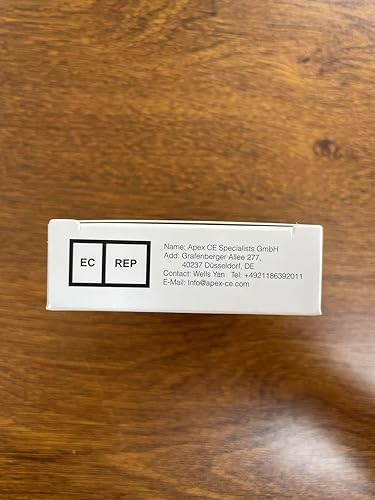 EC REP
Name: Apex CE Specialists GmbH
Add: Grafenberger Allee 277,
40237 Düsseldorf, DE
Contact: Wells Yan Tel: +4921186392011
E-Mail: Info@apex-ce.com